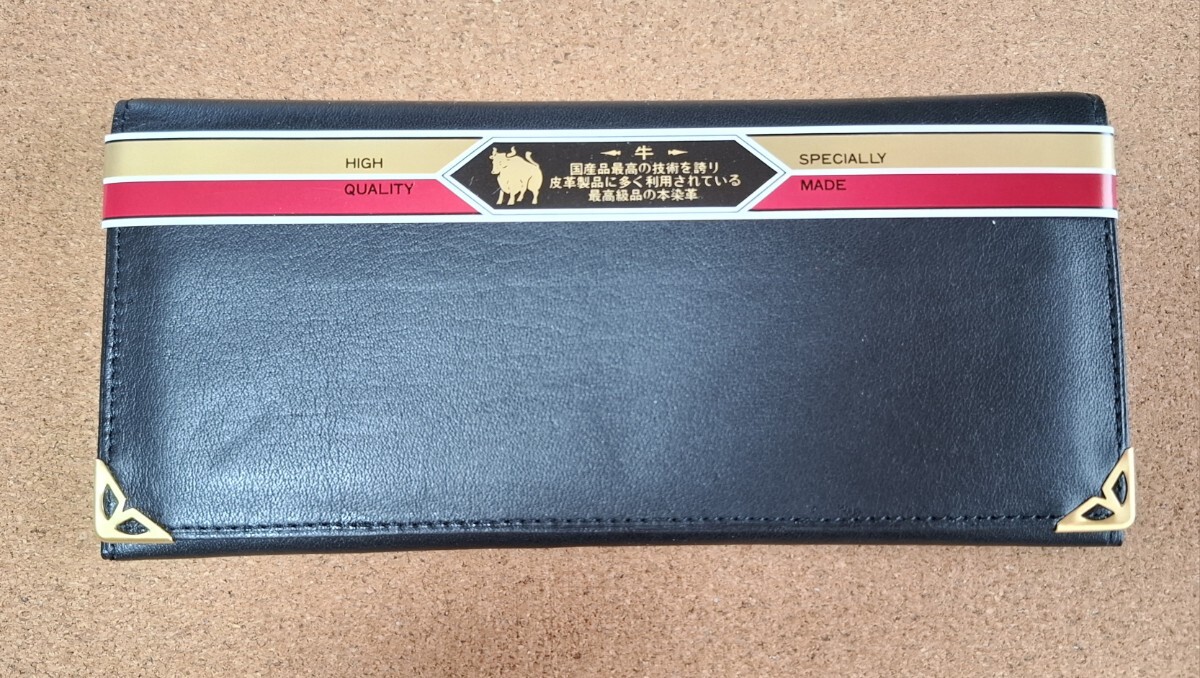 HIGH
QUALITY
牛
国産品最高の技術を誇り
皮革製品に多く利用されている
最高級品の本染革
SPECIALLY
MADE